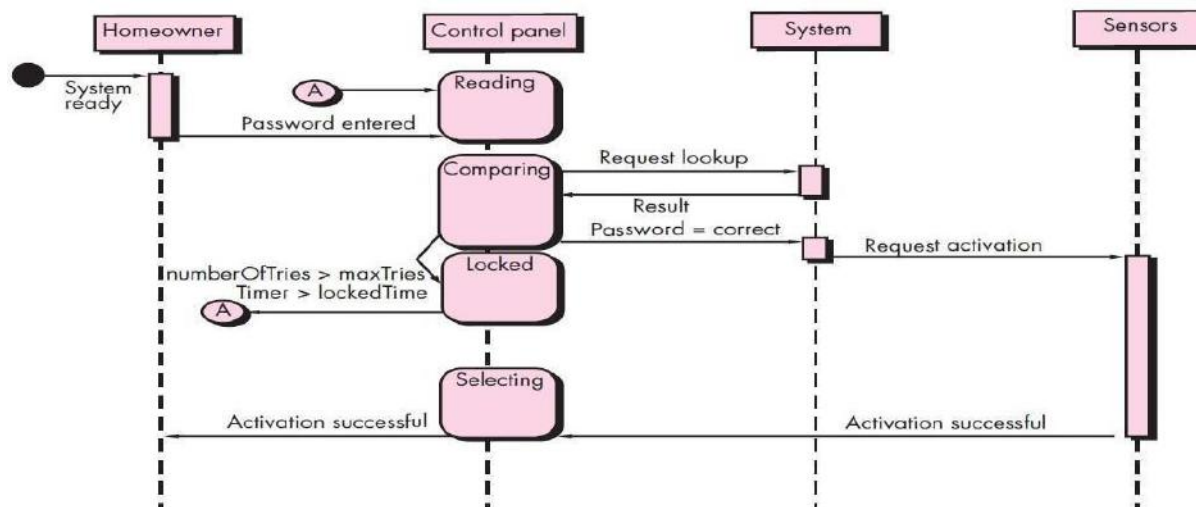 Homeowner
Control panel
System
Sensors
System
ready
A
Reading
Password entered
Comparing
Request lookup
Result
Password = correct
Request activation
numberOfTries > maxTries
Locked
Timer > lockedTime
A
Selecting
Activation successful
Activation successful